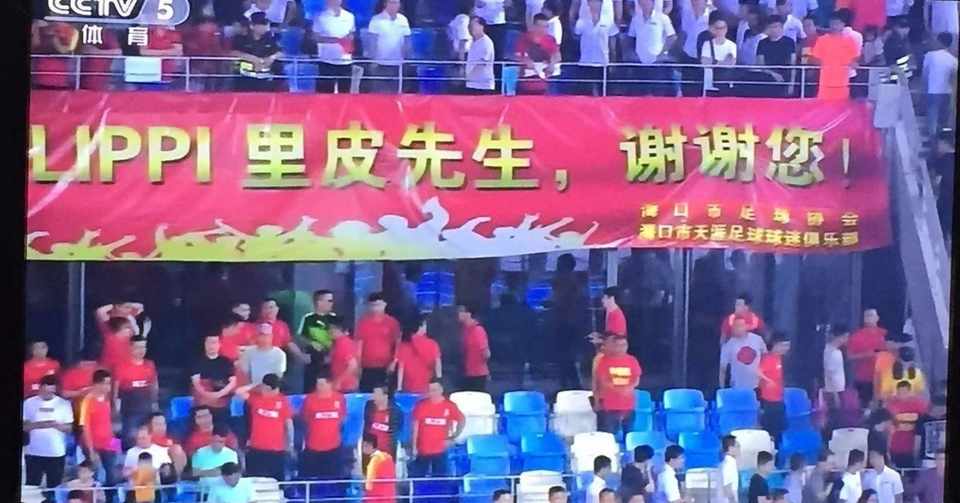 CCTV 5
体育
LIPPI 里皮先生，谢谢您！
海口市足球协会
海口市天涯足球球迷俱乐部